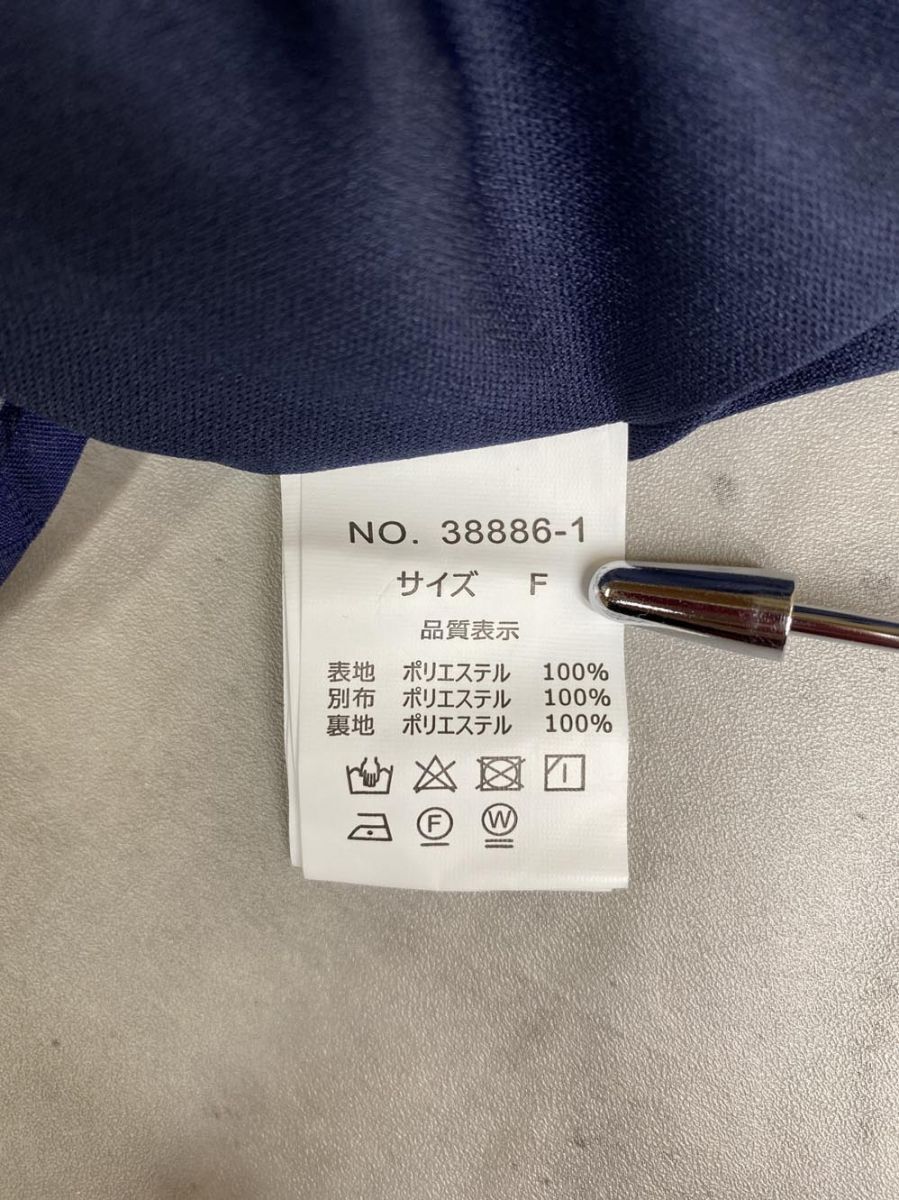 NO. 38886-1
サイズ F
品質表示
表地 ポリエステル 100%
別布 ポリエステル 100%
裏地 ポリエステル 100%
F W